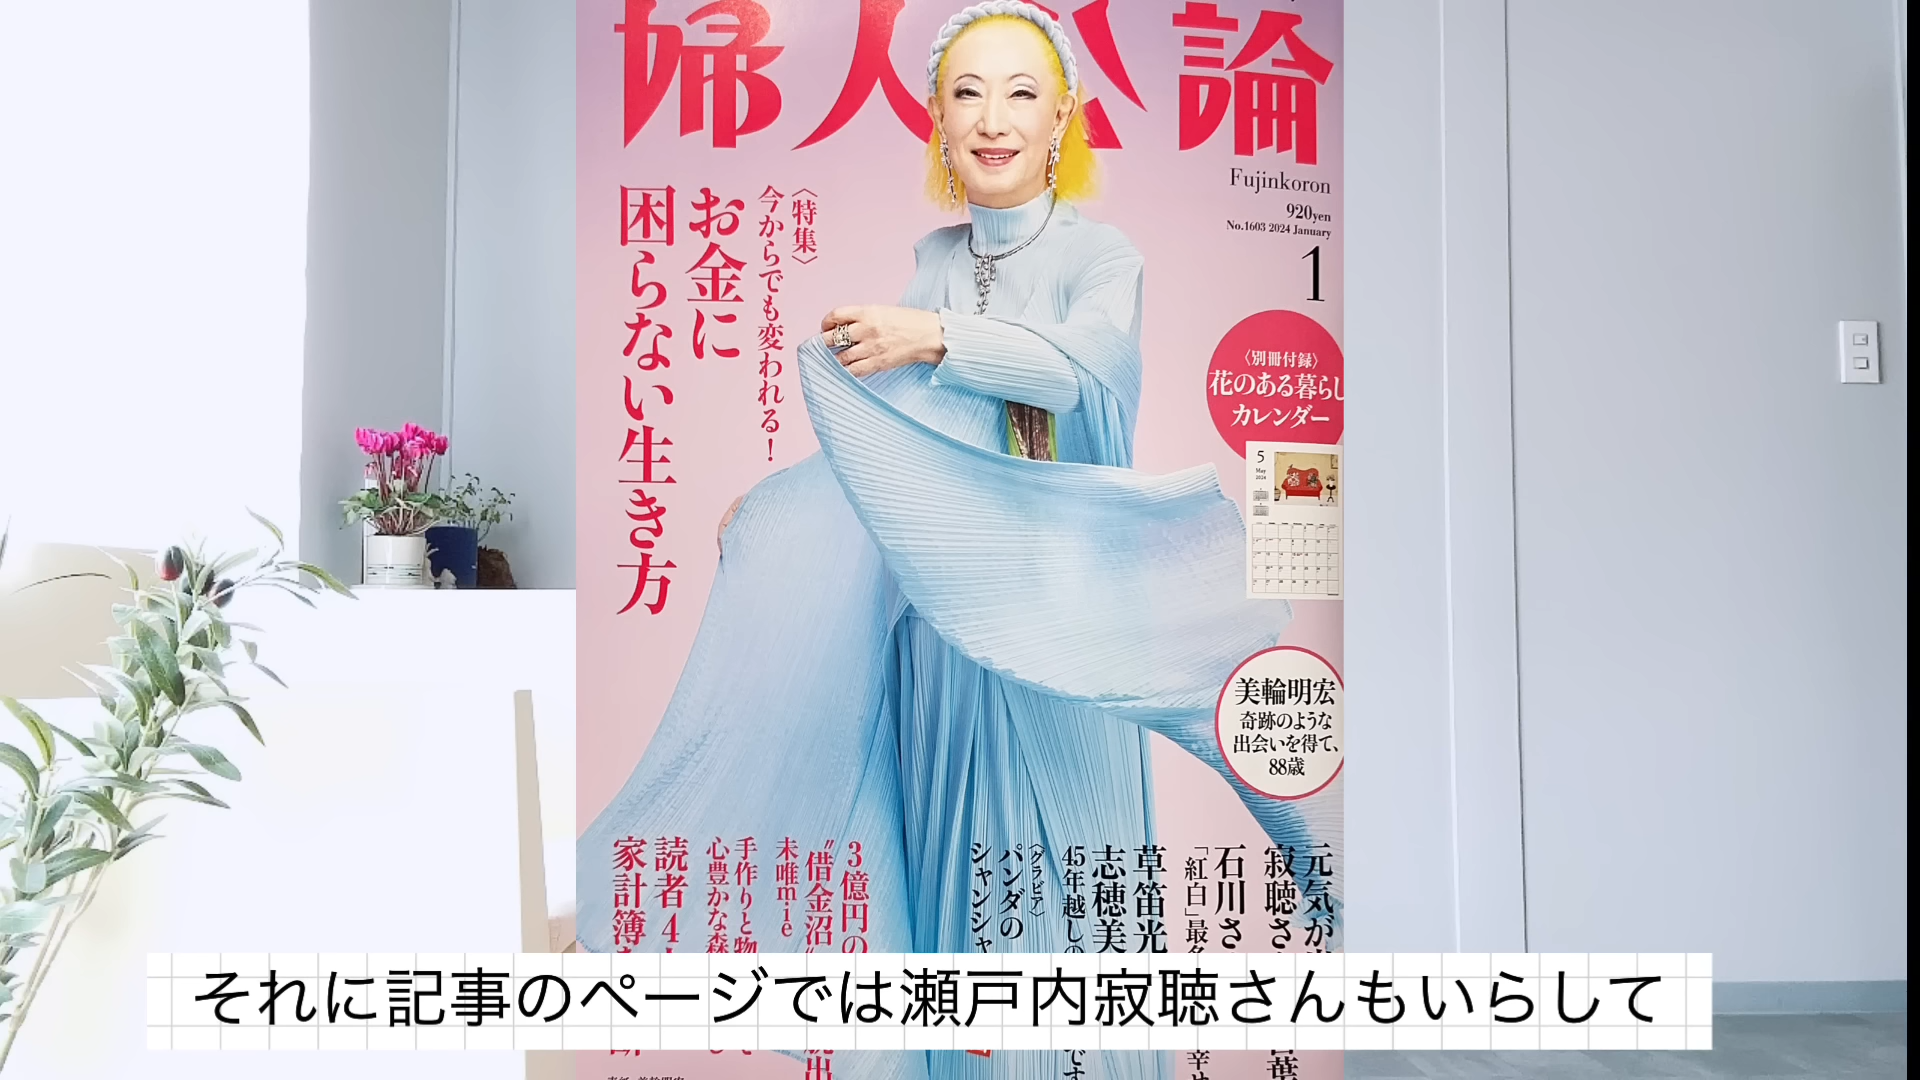 婦人公論
Fujinkoron
920yen
No.1603 2024 January
1
〈特集〉
今からでも変われる!
お金に
困らない生き方
〈別冊付録〉
花のある暮らし
カレンダー
5
May
2024
美輪明宏
奇跡のような
出会いを得て、
88歳
元気が
寂聴さ
石川さ
「紅白」最多
草笛光
志穂美
45年越しの
〈グラビア〉
パンダの
シャンシャ
3億円の
"借金沼"
未唯mie
手作りと物
心豊かな森
読者4
家計簿
それに記事のページでは瀬戸内寂聴さんもいらして